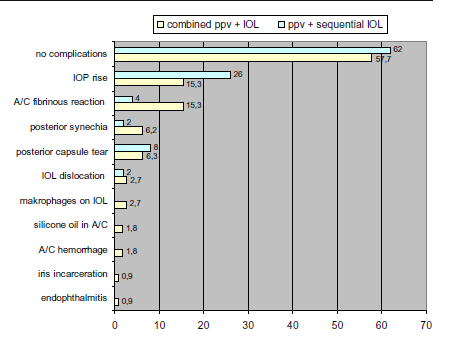 combined ppv + IOL
ppv + sequential IOL
no complications
62
57,7
IOP rise
26
15,3
A/C fibrinous reaction
4
15,3
posterior synechia
2
6,2
posterior capsule tear
8
6,3
IOL dislocation
2
2,7
makrophages on IOL
2,7
silicone oil in A/C
1,8
A/C hemorrhage
1,8
iris incarceration
0,9
endophthalmitis
0,9
0 10 20 30 40 50 60 70